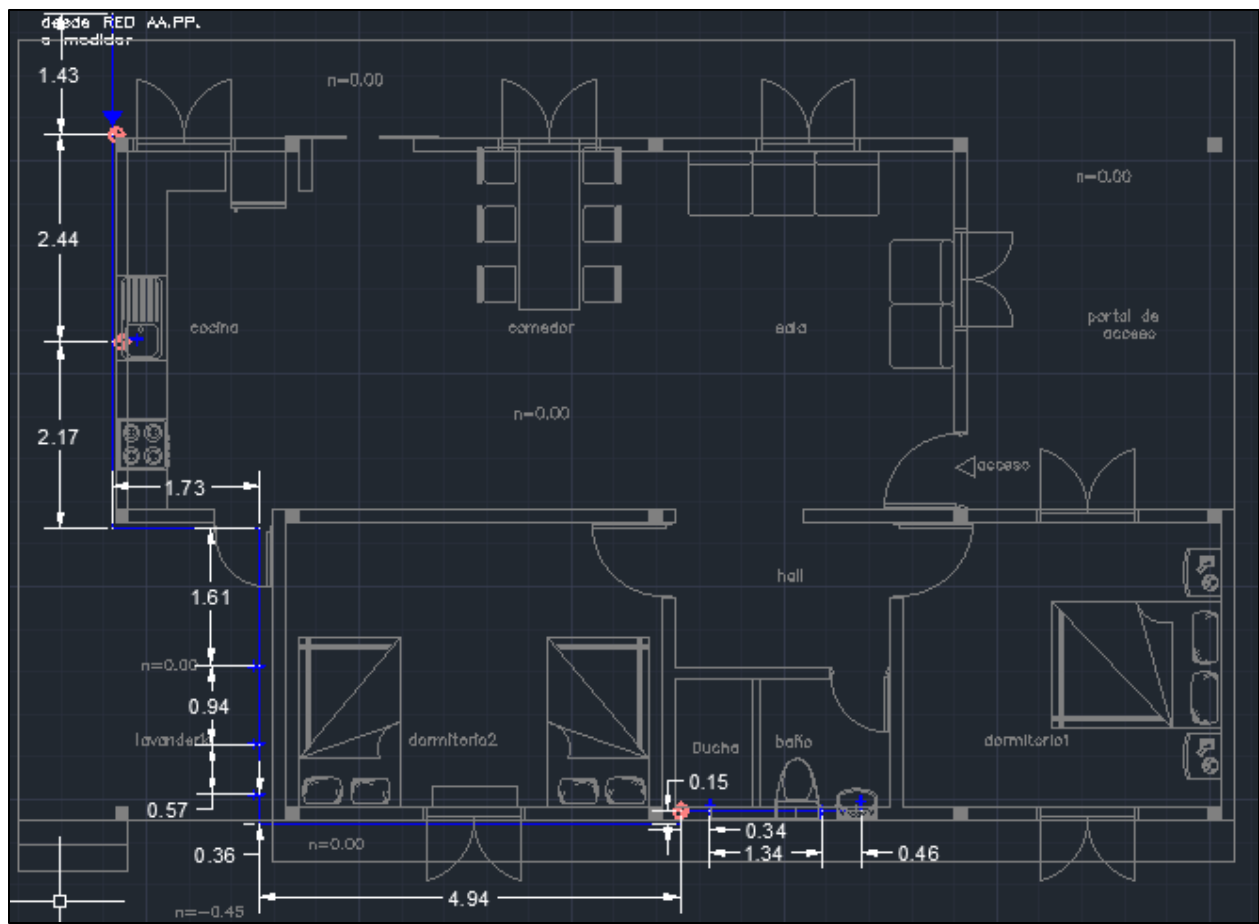 desde RED AA.PP.
a medidor
1.43
n=0.00
n=0.00
2.44
cocina
comedor
sala
portal de
acceso
n=0.00
2.17
acceso
1.73
hall
1.61
n=0.00
0.94
lavandería
dormitorio2
Ducha
baño
dormitorio1
0.15
0.57
0.34
n=0.00
0.36
1.34
0.46
4.94
n=-0.45